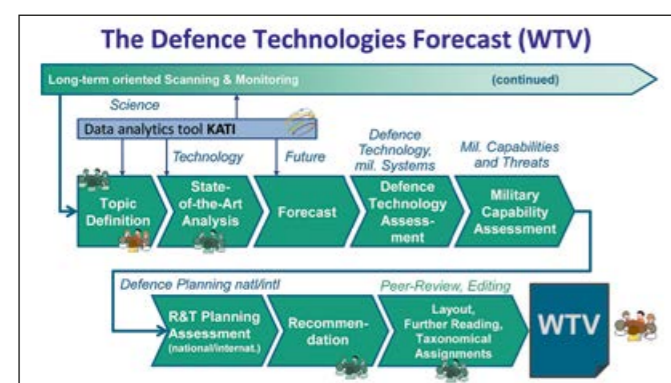 The Defence Technologies Forecast (WTV)
Long-term oriented Scanning & Monitoring (continued)
Science
Data analytics tool KATI
Technology
Future
Defence
Technology,
mil. Systems
Mil. Capabilities
and Threats
Topic
Definition
State-
of-the-Art
Analysis
Forecast
Defence
Technology
Assess-
ment
Military
Capability
Assessment
Defence Planning natl/intl
Peer-Review, Editing
R&T Planning
Assessment
(national/internat.)
Recommen-
dation
Layout,
Further Reading,
Taxonomical
Assignments
WTV